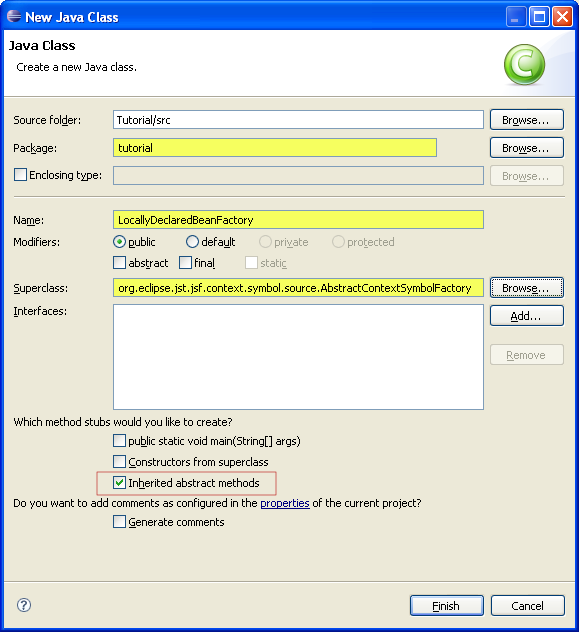 New Java Class
Java Class
Create a new Java class.
Source folder: Tutorial/src Browse...
Package: tutorial Browse...
Enclosing type: Browse...
Name: LocallyDeclaredBeanFactory
Modifiers: public default private protected
abstract final static
Superclass: org.eclipse.jst.jsf.context.symbol.source.AbstractContextSymbolFactory Browse...
Interfaces: Add...
Remove
Which method stubs would you like to create?
public static void main(String[] args)
Constructors from superclass
Inherited abstract methods
Do you want to add comments as configured in the properties of the current project?
Generate comments
Finish Cancel